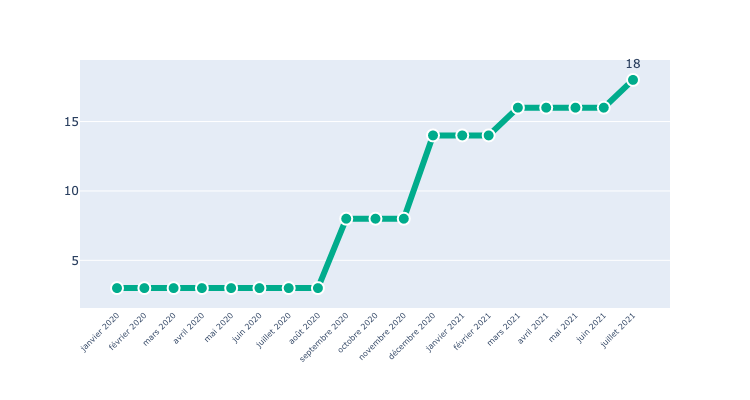 18
15
10
5
janvier 2020
février 2020
mars 2020
avril 2020
mai 2020
juin 2020
juillet 2020
août 2020
septembre 2020
octobre 2020
novembre 2020
décembre 2020
janvier 2021
février 2021
mars 2021
avril 2021
mai 2021
juin 2021
juillet 2021